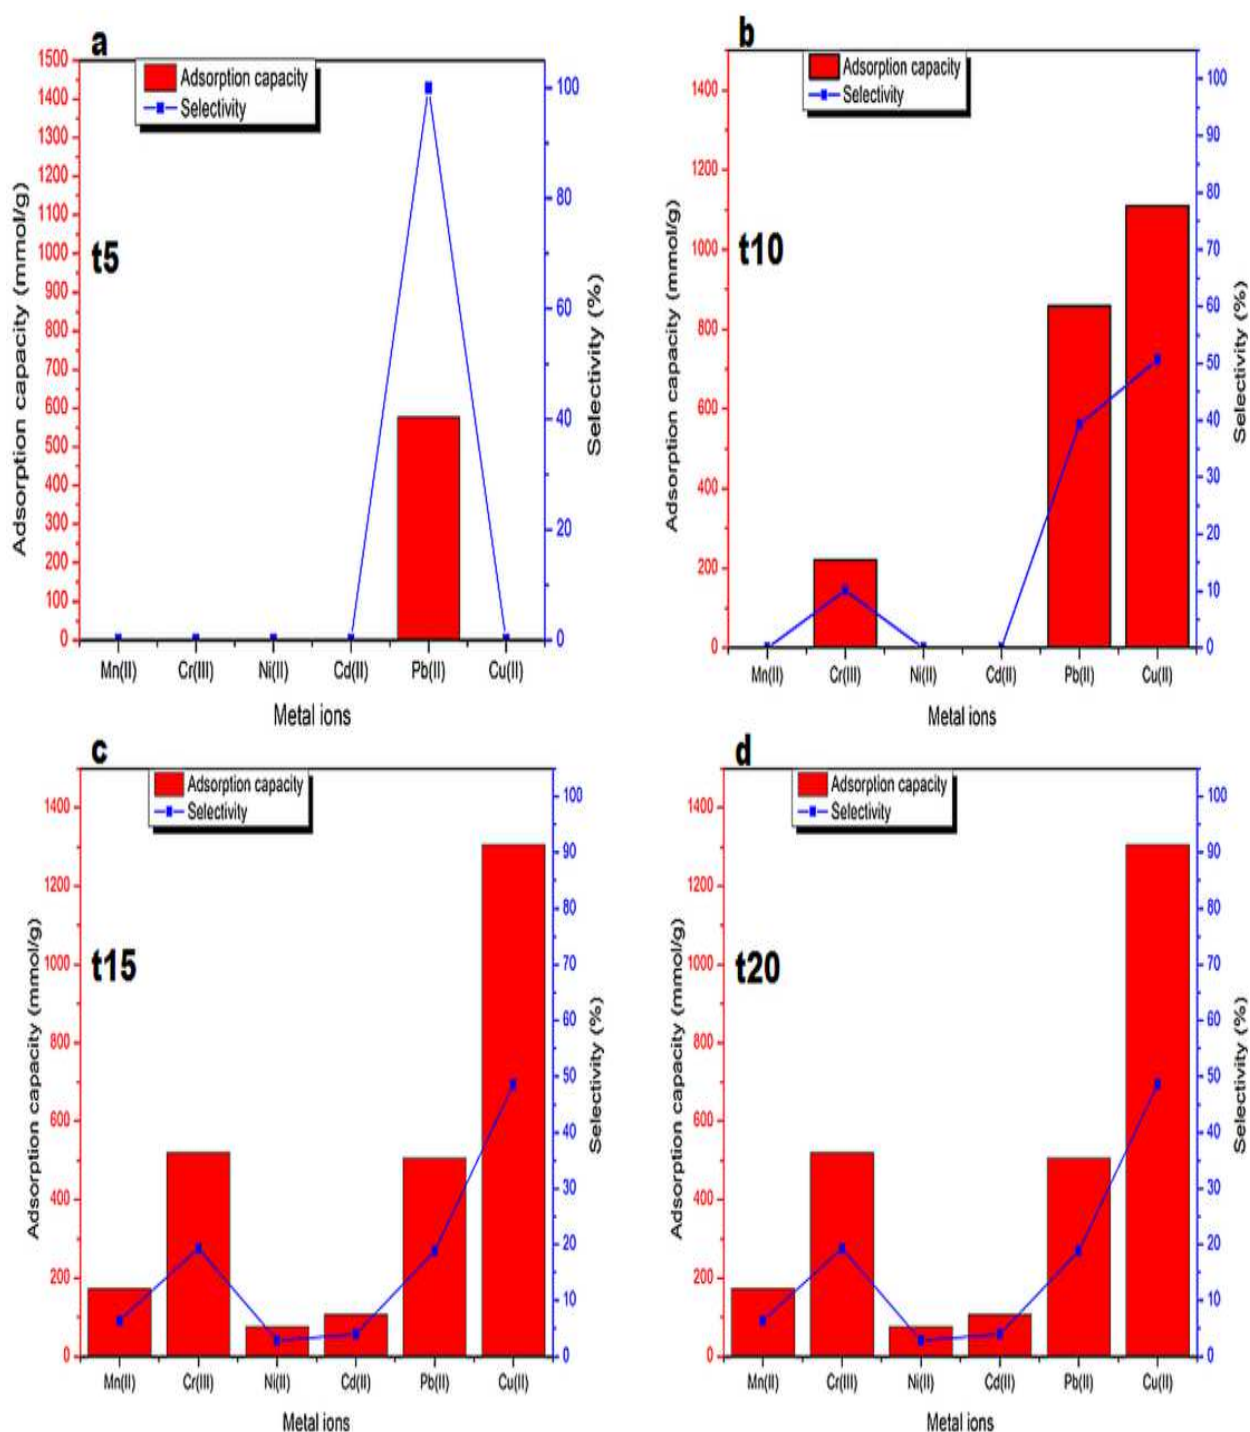 a
1500
1400
1300
1200
1100
1000
900
800
700
600
500
400
300
200
100
0
Adsorption capacity (mmol/g)
Adsorption capacity
Selectivity
t5
100
80
60
40
20
0
Selectivity (%)
Mn(II) Cr(III) Ni(II) Cd(II) Pb(II) Cu(II)
Metal ions
b
1400
1200
1000
800
600
400
200
0
Adsorption capacity (mmol/g)
Adsorption capacity
Selectivity
t10
100
90
80
70
60
50
40
30
20
10
0
Selectivity (%)
Mn(II) Cr(III) Ni(II) Cd(II) Pb(II) Cu(II)
Metal ions
c
1400
1200
1000
800
600
400
200
0
Adsorption capacity (mmol/g)
Adsorption capacity
Selectivity
t15
100
90
80
70
60
50
40
30
20
10
0
Selectivity (%)
Mn(II) Cr(III) Ni(II) Cd(II) Pb(II) Cu(II)
Metal ions
d
1400
1200
1000
800
600
400
200
0
Adsorption capacity (mmol/g)
Adsorption capacity
Selectivity
t20
100
90
80
70
60
50
40
30
20
10
0
Selectivity (%)
Mn(II) Cr(III) Ni(II) Cd(II) Pb(II) Cu(II)
Metal ions